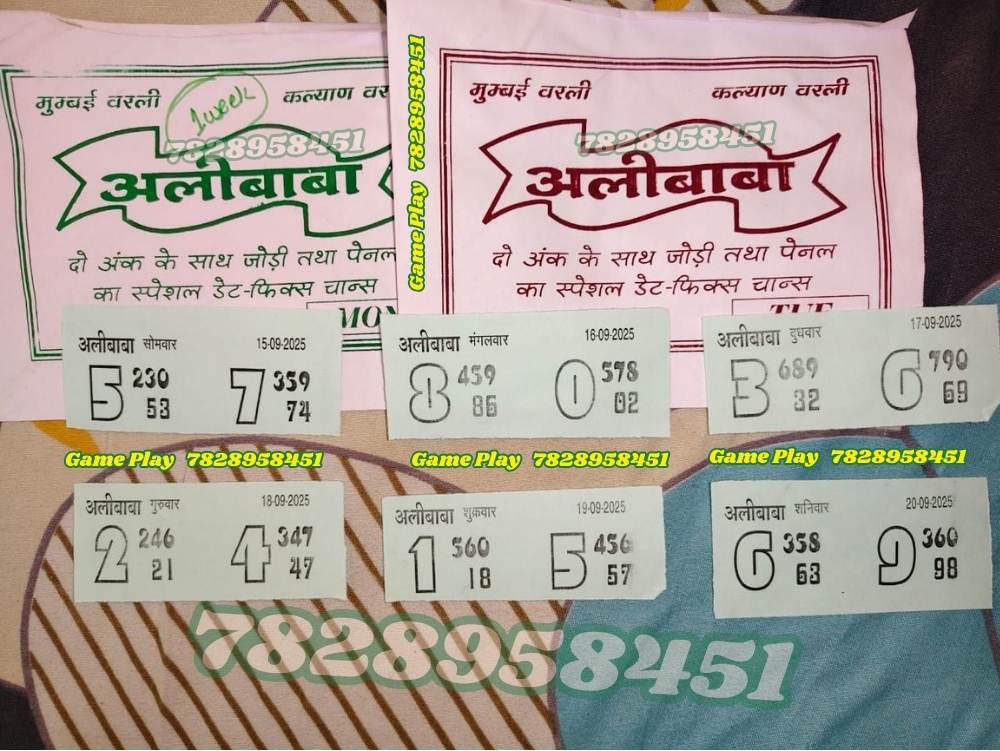 मुम्बई वरली 1week कल्याण वर
7828958451
अलीबाबा
दो अंक के साथ जोड़ी तथा पेनल
का स्पेशल डेट-फिक्स चान्स
MON
Game Play 7828958451
मुम्बई वरली कल्याण वरली
7828958451
अलीबाबा
दो अंक के साथ जोड़ी तथा पेनल
का स्पेशल डेट-फिक्स चान्स
TUE
अलीबाबा सोमवार 15-09-2025
5 230 7 359
53 74
अलीबाबा मंगलवार 16-09-2025
8 459 0 578
86 02
अलीबाबा बुधवार 17-09-2025
3 689 6 790
32 69
Game Play 7828958451
Game Play 7828958451
Game Play 7828958451
अलीबाबा गुरुवार 18-09-2025
2 246 4 347
21 47
अलीबाबा शुक्रवार 19-09-2025
1 560 5 456
18 57
अलीबाबा शनिवार 20-09-2025
6 358 9 360
63 98
7828958451